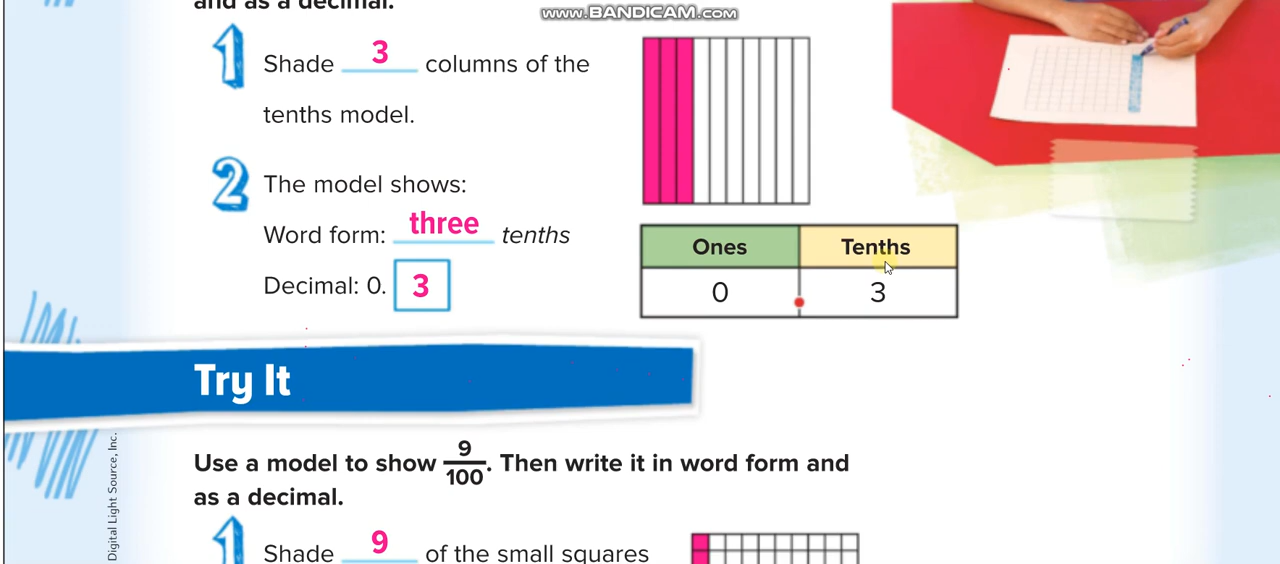 and as a decimal.
www.BANDICAM.com
1 Shade 3 columns of the
tenths model.
2 The model shows:
Word form: three tenths
Decimal: 0. 3
Ones Tenths
0 . 3
Try It
Use a model to show 9/100. Then write it in word form and
as a decimal.
1 Shade 9 of the small squares
Digital Light Source, Inc.